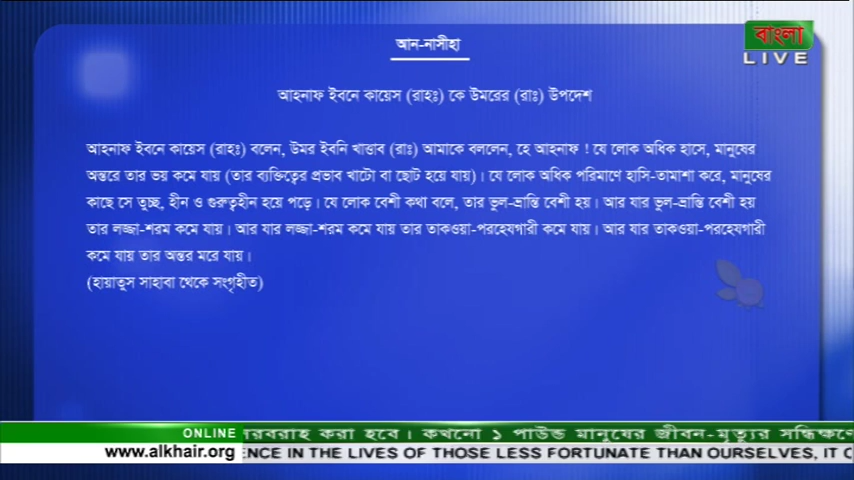 বাংলা
LIVE
আন-নাসীহা
আহনাফ ইবনে কায়েস (রাহঃ) কে উমরের (রাঃ) উপদেশ
আহনাফ ইবনে কায়েস (রাহঃ) বলেন, উমর ইবনি খাত্তাব (রাঃ) আমাকে বললেন, হে আহনাফ ! যে লোক অধিক হাসে, মানুষের
অন্তরে তার ভয় কমে যায় (তার ব্যক্তিত্বের প্রভাব খাটো বা ছোট হয়ে যায়)। যে লোক অধিক পরিমাণে হাসি-তামাশা করে, মানুষের
কাছে সে তুচ্ছ, হীন ও গুরুত্বহীন হয়ে পড়ে। যে লোক বেশী কথা বলে, তার ভুল-ভ্রান্তি বেশী হয়। আর যার ভুল-ভ্রান্তি বেশী হয়
তার লজ্জা-শরম কমে যায়। আর যার লজ্জা-শরম কমে যায় তার তাকওয়া-পরহেযগারী কমে যায়। আর যার তাকওয়া-পরহেযগারী
কমে যায় তার অন্তর মরে যায়।
(হায়াতুস সাহাবা থেকে সংগৃহীত)
ONLINE সরবরাহ করা হবে। কখনো ১ পাউন্ড মানুষের জীবন-মৃত্যুর সন্ধিক্ষণে
www.alkhair.org ENCE IN THE LIVES OF THOSE LESS FORTUNATE THAN OURSELVES, IT C